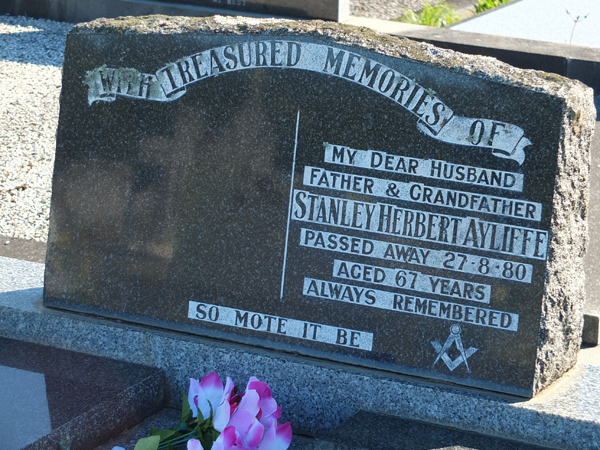 WITH TREASURED MEMORIES OF
MY DEAR HUSBAND
FATHER & GRANDFATHER
STANLEY HERBERT AYLIFFE
PASSED AWAY 27-8-80
AGED 67 YEARS
ALWAYS REMEMBERED
SO MOTE IT BE